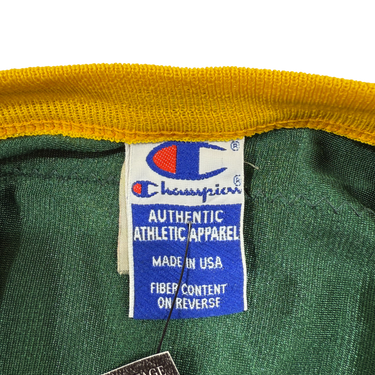 ®
Champion®
AUTHENTIC
ATHLETIC APPAREL
MADE IN USA
FIBER CONTENT
ON REVERSE